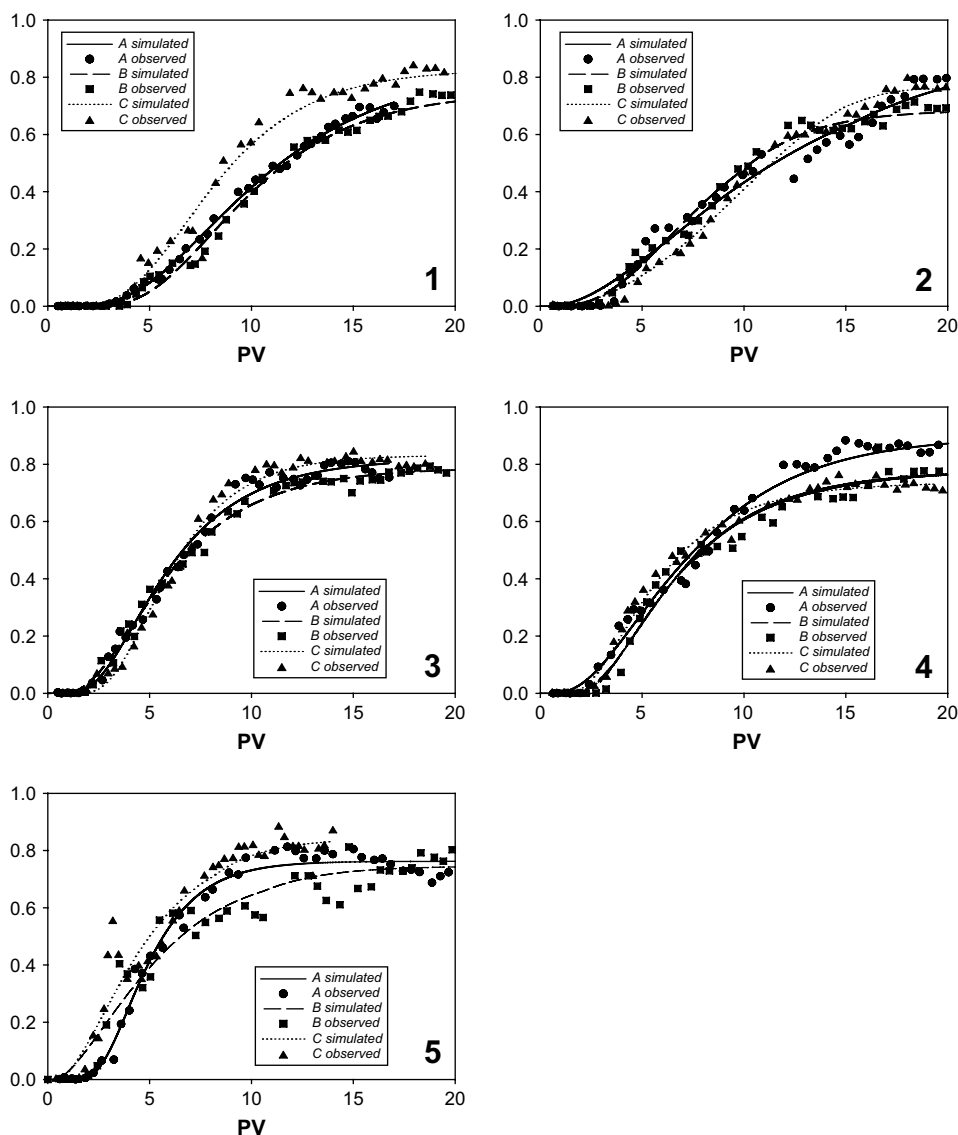 1.0
0.8
0.6
0.4
0.2
0.0
A simulated
A observed
B simulated
B observed
C simulated
C observed
1
0 5 10 15 20
PV
1.0
0.8
0.6
0.4
0.2
0.0
A simulated
A observed
B simulated
B observed
C simulated
C observed
2
0 5 10 15 20
PV
1.0
0.8
0.6
0.4
0.2
0.0
A simulated
A observed
B simulated
B observed
C simulated
C observed
3
0 5 10 15 20
PV
1.0
0.8
0.6
0.4
0.2
0.0
A simulated
A observed
B simulated
B observed
C simulated
C observed
4
0 5 10 15 20
PV
1.0
0.8
0.6
0.4
0.2
0.0
A simulated
A observed
B simulated
B observed
C simulated
C observed
5
0 5 10 15 20
PV